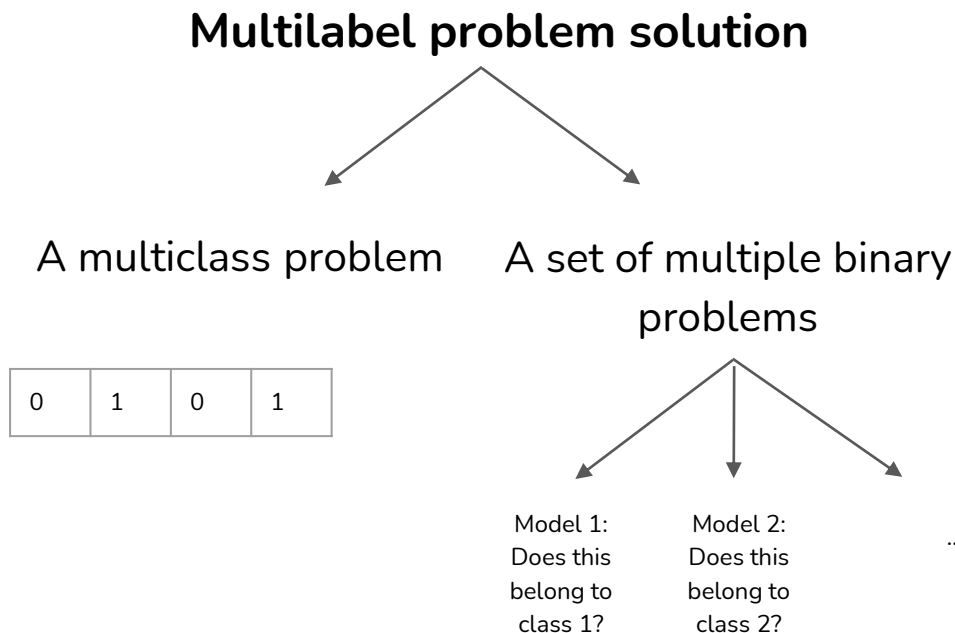 Multilabel problem solution
A multiclass problem
A set of multiple binary
problems
0 1 0 1
Model 1:
Does this
belong to
class 1?
Model 2:
Does this
belong to
class 2?
..